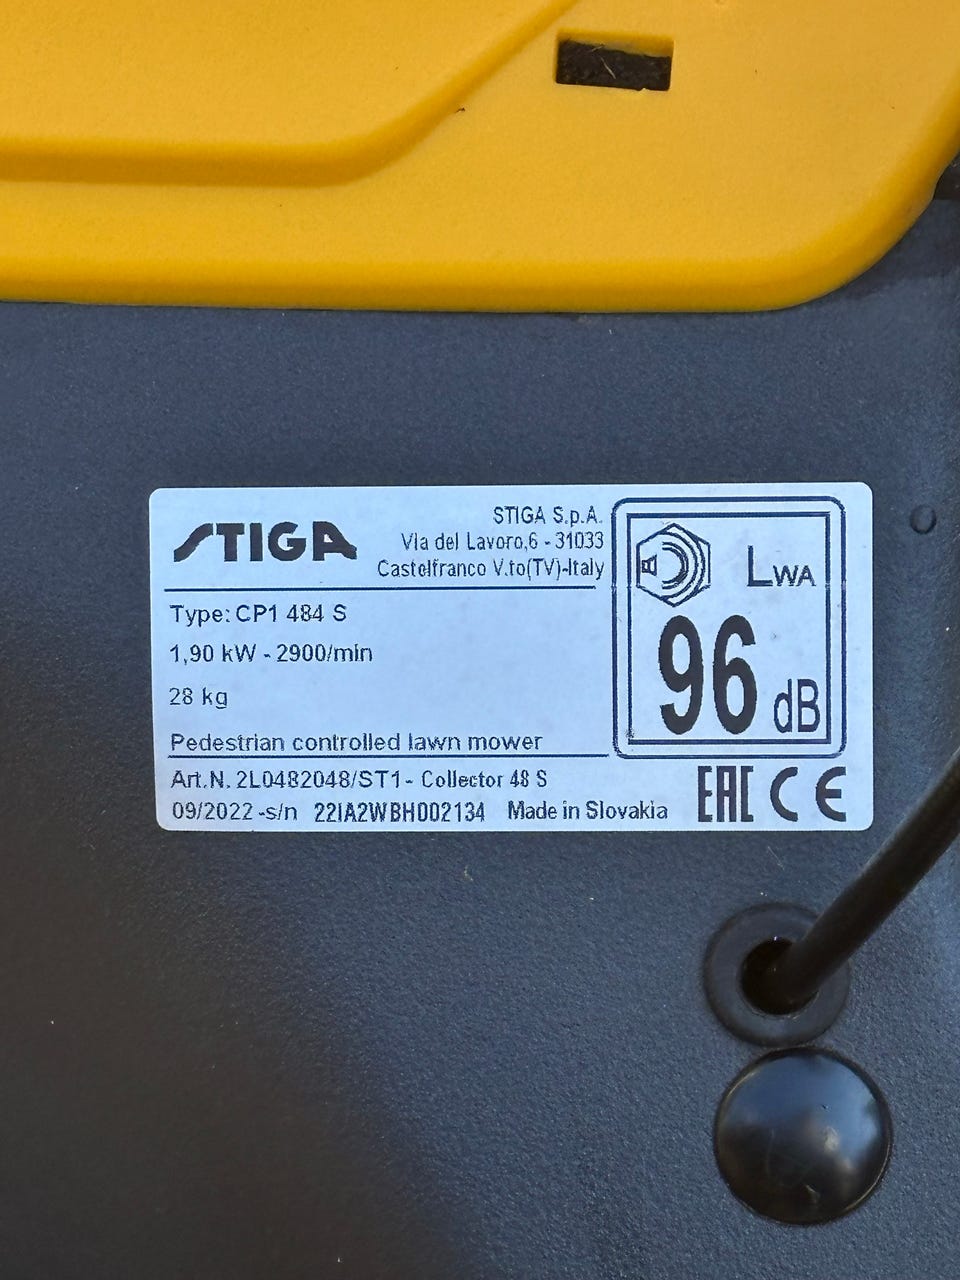 STIGA
STIGA S.p.A.
Via del Lavoro,6 - 31033
Castelfranco V.to(TV)-Italy
Type: CP1 484 S
1,90 kW - 2900/min
28 kg
Pedestrian controlled lawn mower
Art.N. 2L0482048/ST1 - Collector 48 S
09/2022 -s/n 22IA2WBH002134 Made in Slovakia
LWA
96 dB
EAC CE